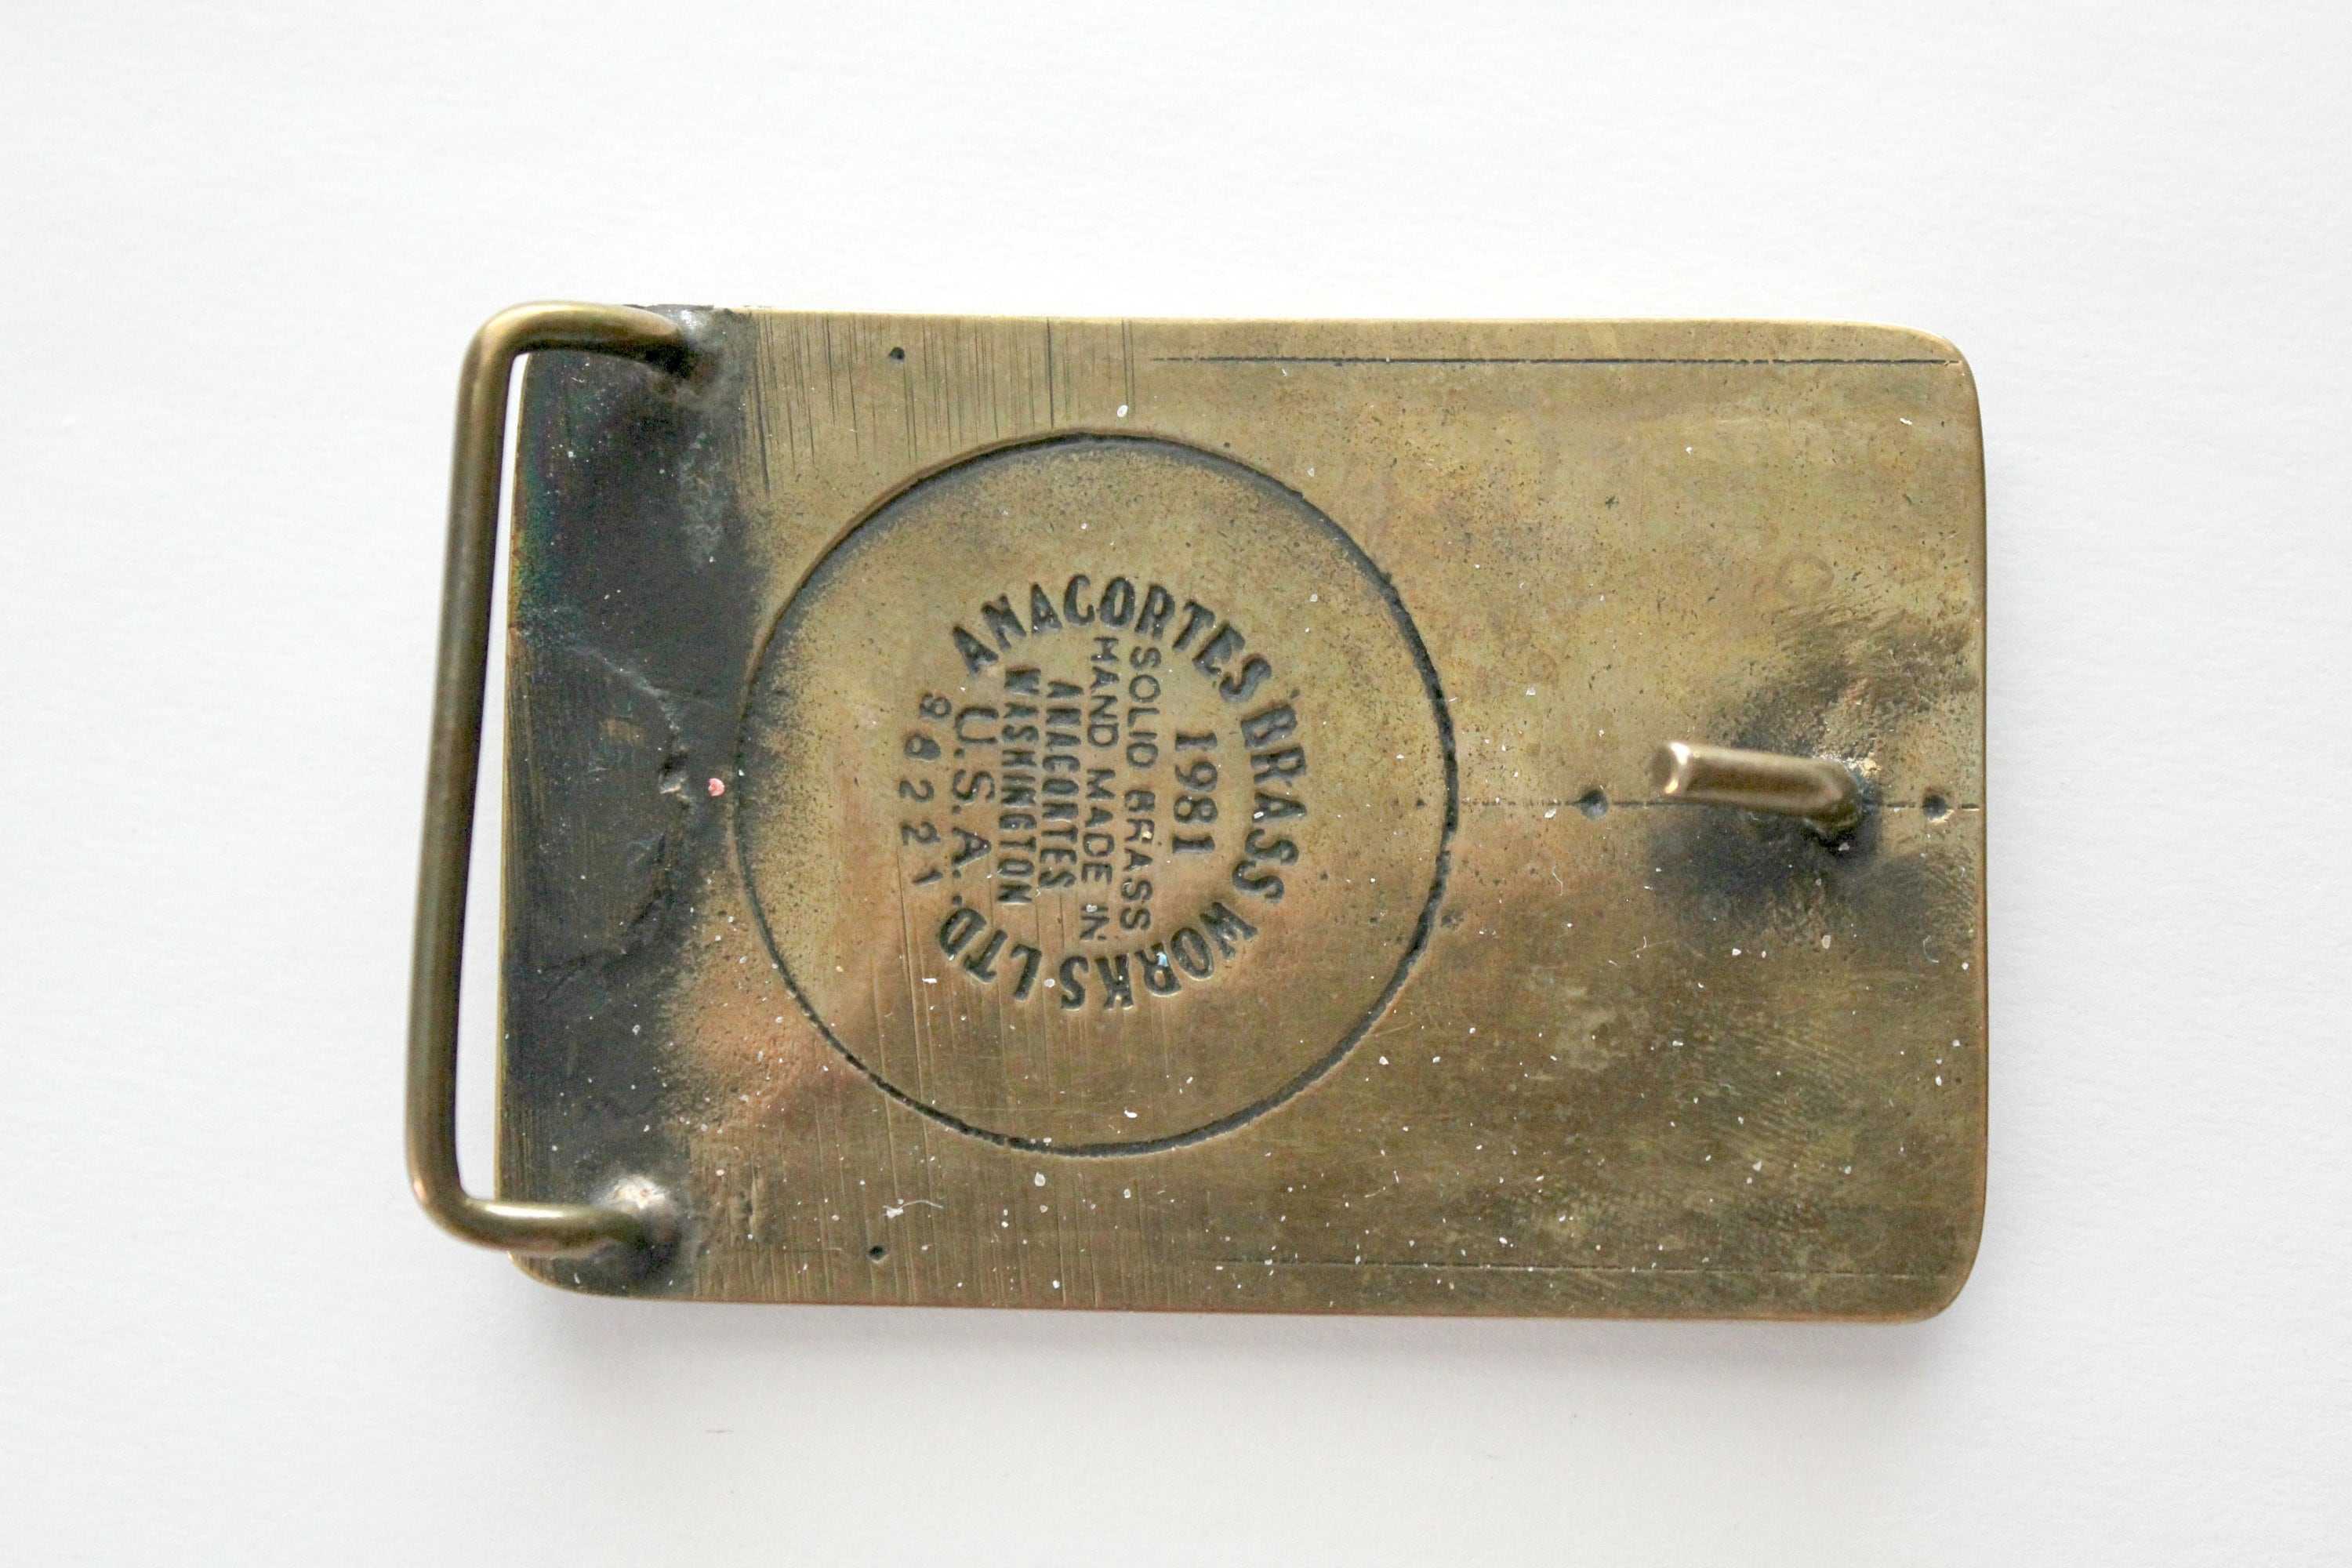 ANACORTES BRASS WORKS LTD.
1981
SOLID BRASS
HAND MADE IN
ANACORTES
WASHINGTON
U.S.A.
98221